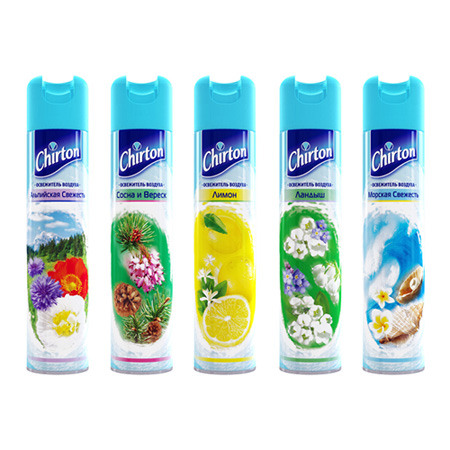 Chirton
ОСВЕЖИТЕЛЬ ВОЗДУХА
Альпийская Свежесть
Chirton
ОСВЕЖИТЕЛЬ ВОЗДУХА
Сосна и Вереск
Chirton
ОСВЕЖИТЕЛЬ ВОЗДУХА
Лимон
Chirton
ОСВЕЖИТЕЛЬ ВОЗДУХА
Ландыш
Chirton
ОСВЕЖИТЕЛЬ ВОЗДУХА
Морская Свежесть